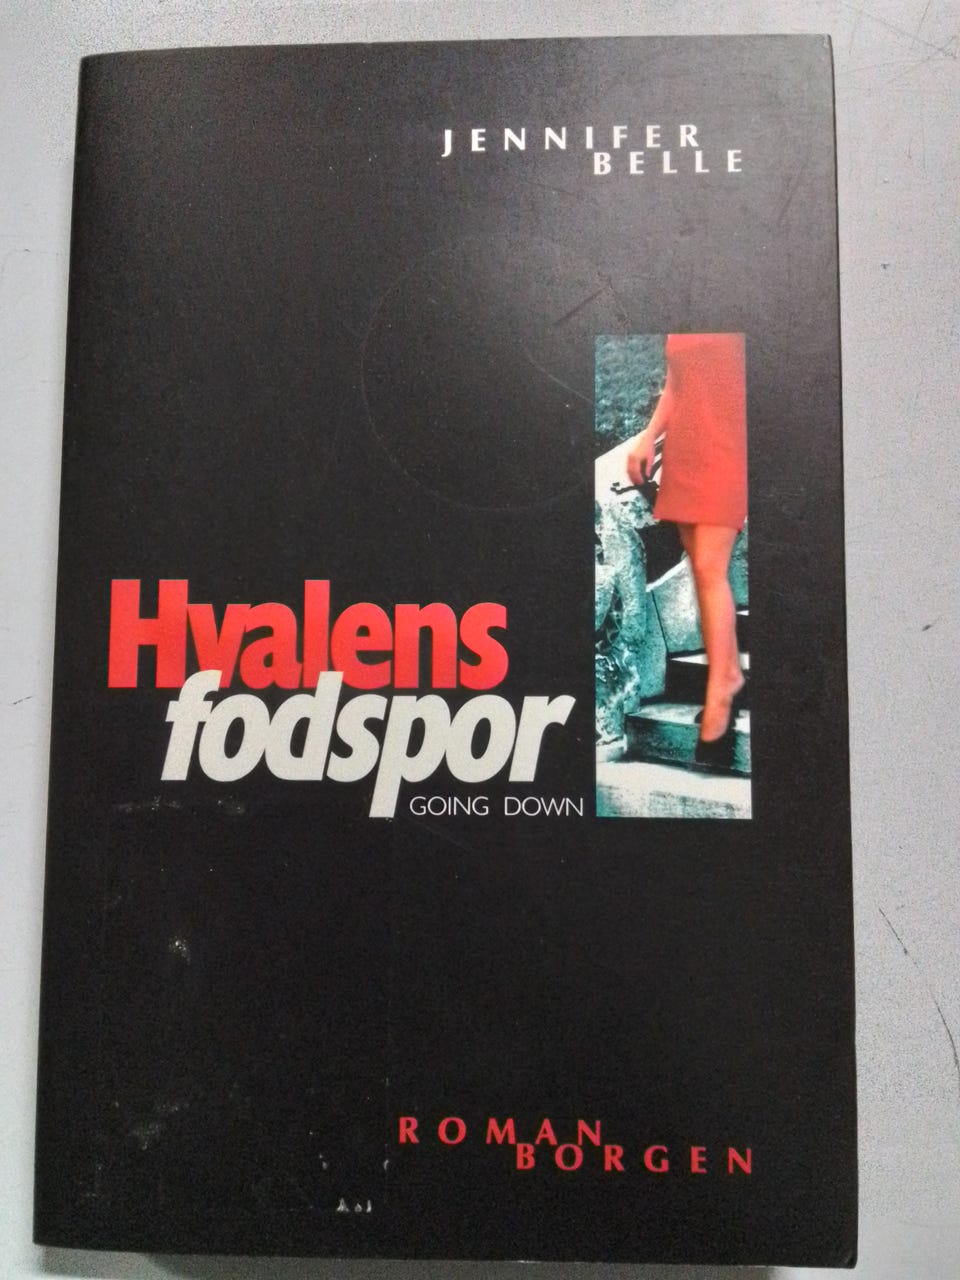 JENNIFER
BELLE
Hvalens
fodspor
GOING DOWN
ROMAN
BORGEN